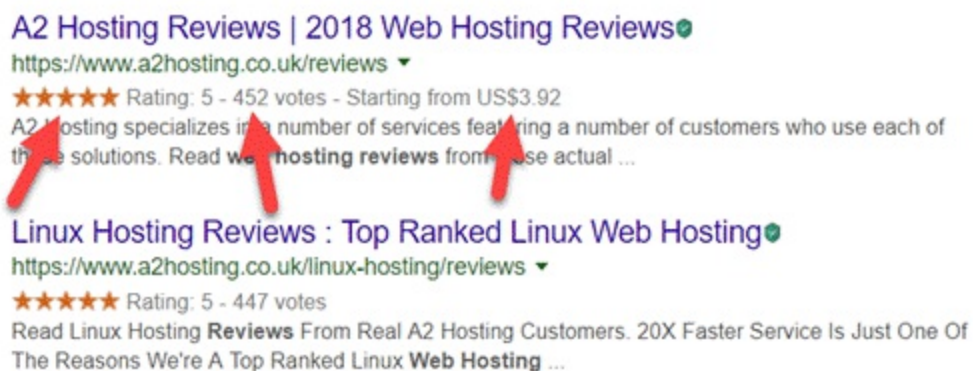 A2 Hosting Reviews | 2018 Web Hosting Reviews
https://www.a2hosting.co.uk/reviews
Rating: 5 - 452 votes - Starting from US$3.92
A2 specializes number of services featuring a number of customers who use each of
solutions. Read hosting reviews from actual ...
Linux Hosting Reviews : Top Ranked Linux Web Hosting
https://www.a2hosting.co.uk/linux-hosting/reviews
Rating: 5 - 447 votes
Read Linux Hosting Reviews From Real A2 Hosting Customers. 20X Faster Service Is Just One Of
The Reasons We're A Top Ranked Linux Web Hosting ...